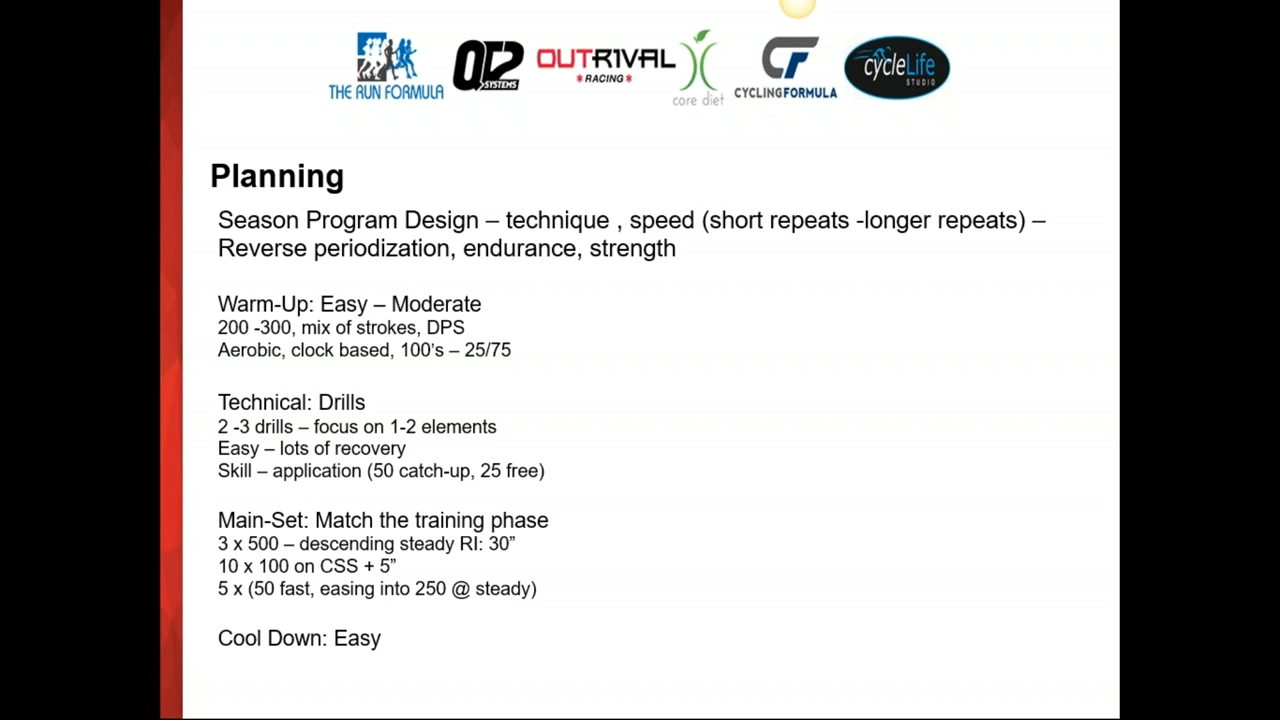 THE RUN FORMULA
QT2 SYSTEMS
OUTRIVAL RACING
core diet
CF CYCLINGFORMULA
cycleLife STUDIO
Planning
Season Program Design – technique , speed (short repeats -longer repeats) –
Reverse periodization, endurance, strength
Warm-Up: Easy – Moderate
200 -300, mix of strokes, DPS
Aerobic, clock based, 100’s – 25/75
Technical: Drills
2 -3 drills – focus on 1-2 elements
Easy – lots of recovery
Skill – application (50 catch-up, 25 free)
Main-Set: Match the training phase
3 x 500 – descending steady RI: 30”
10 x 100 on CSS + 5”
5 x (50 fast, easing into 250 @ steady)
Cool Down: Easy